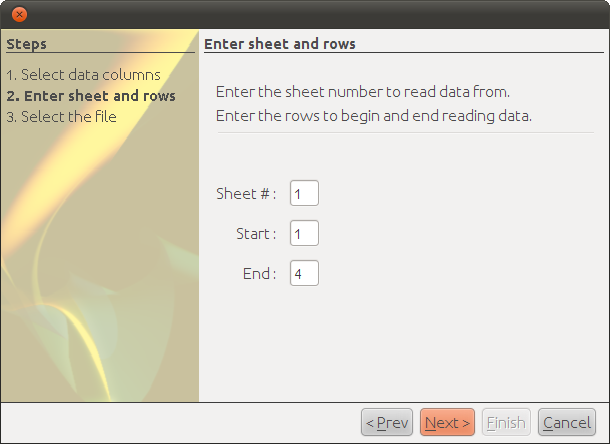 Steps
1. Select data columns
2. Enter sheet and rows
3. Select the file
Enter sheet and rows
Enter the sheet number to read data from.
Enter the rows to begin and end reading data.
Sheet # : 1
Start : 1
End : 4
< Prev Next > Finish Cancel